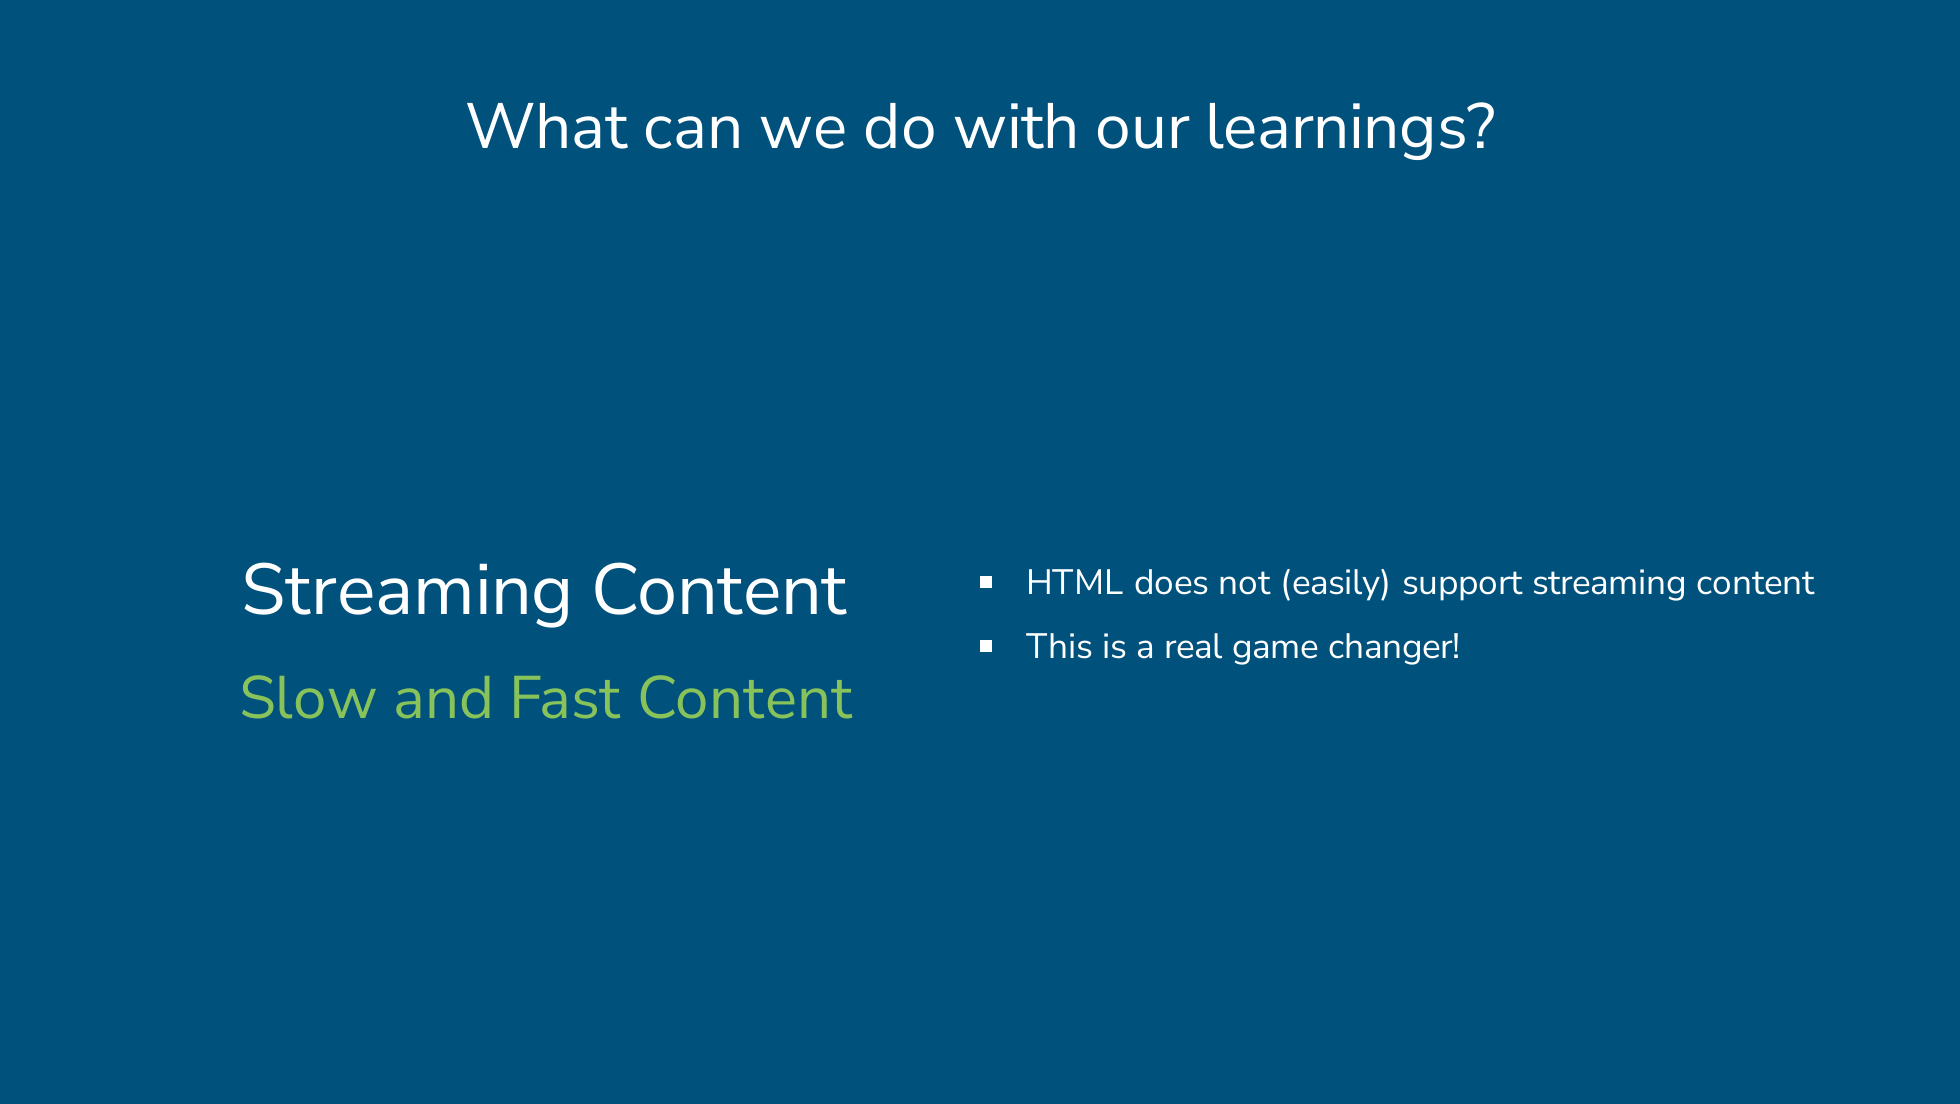 What can we do with our learnings?
Streaming Content
Slow and Fast Content
▪ HTML does not (easily) support streaming content
▪ This is a real game changer!